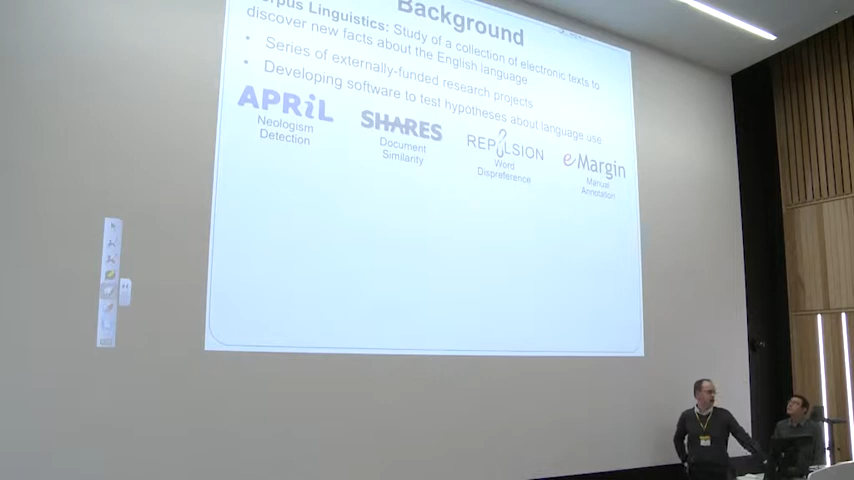 Background
Corpus Linguistics: Study of a collection of electronic texts to
discover new facts about the English language
• Series of externally-funded research projects
• Developing software to test hypotheses about language use
APRiL
Neologism
Detection
SHARES
Document
Similarity
REPULSION
Word
Dispreference
eMargin
Manual
Annotation